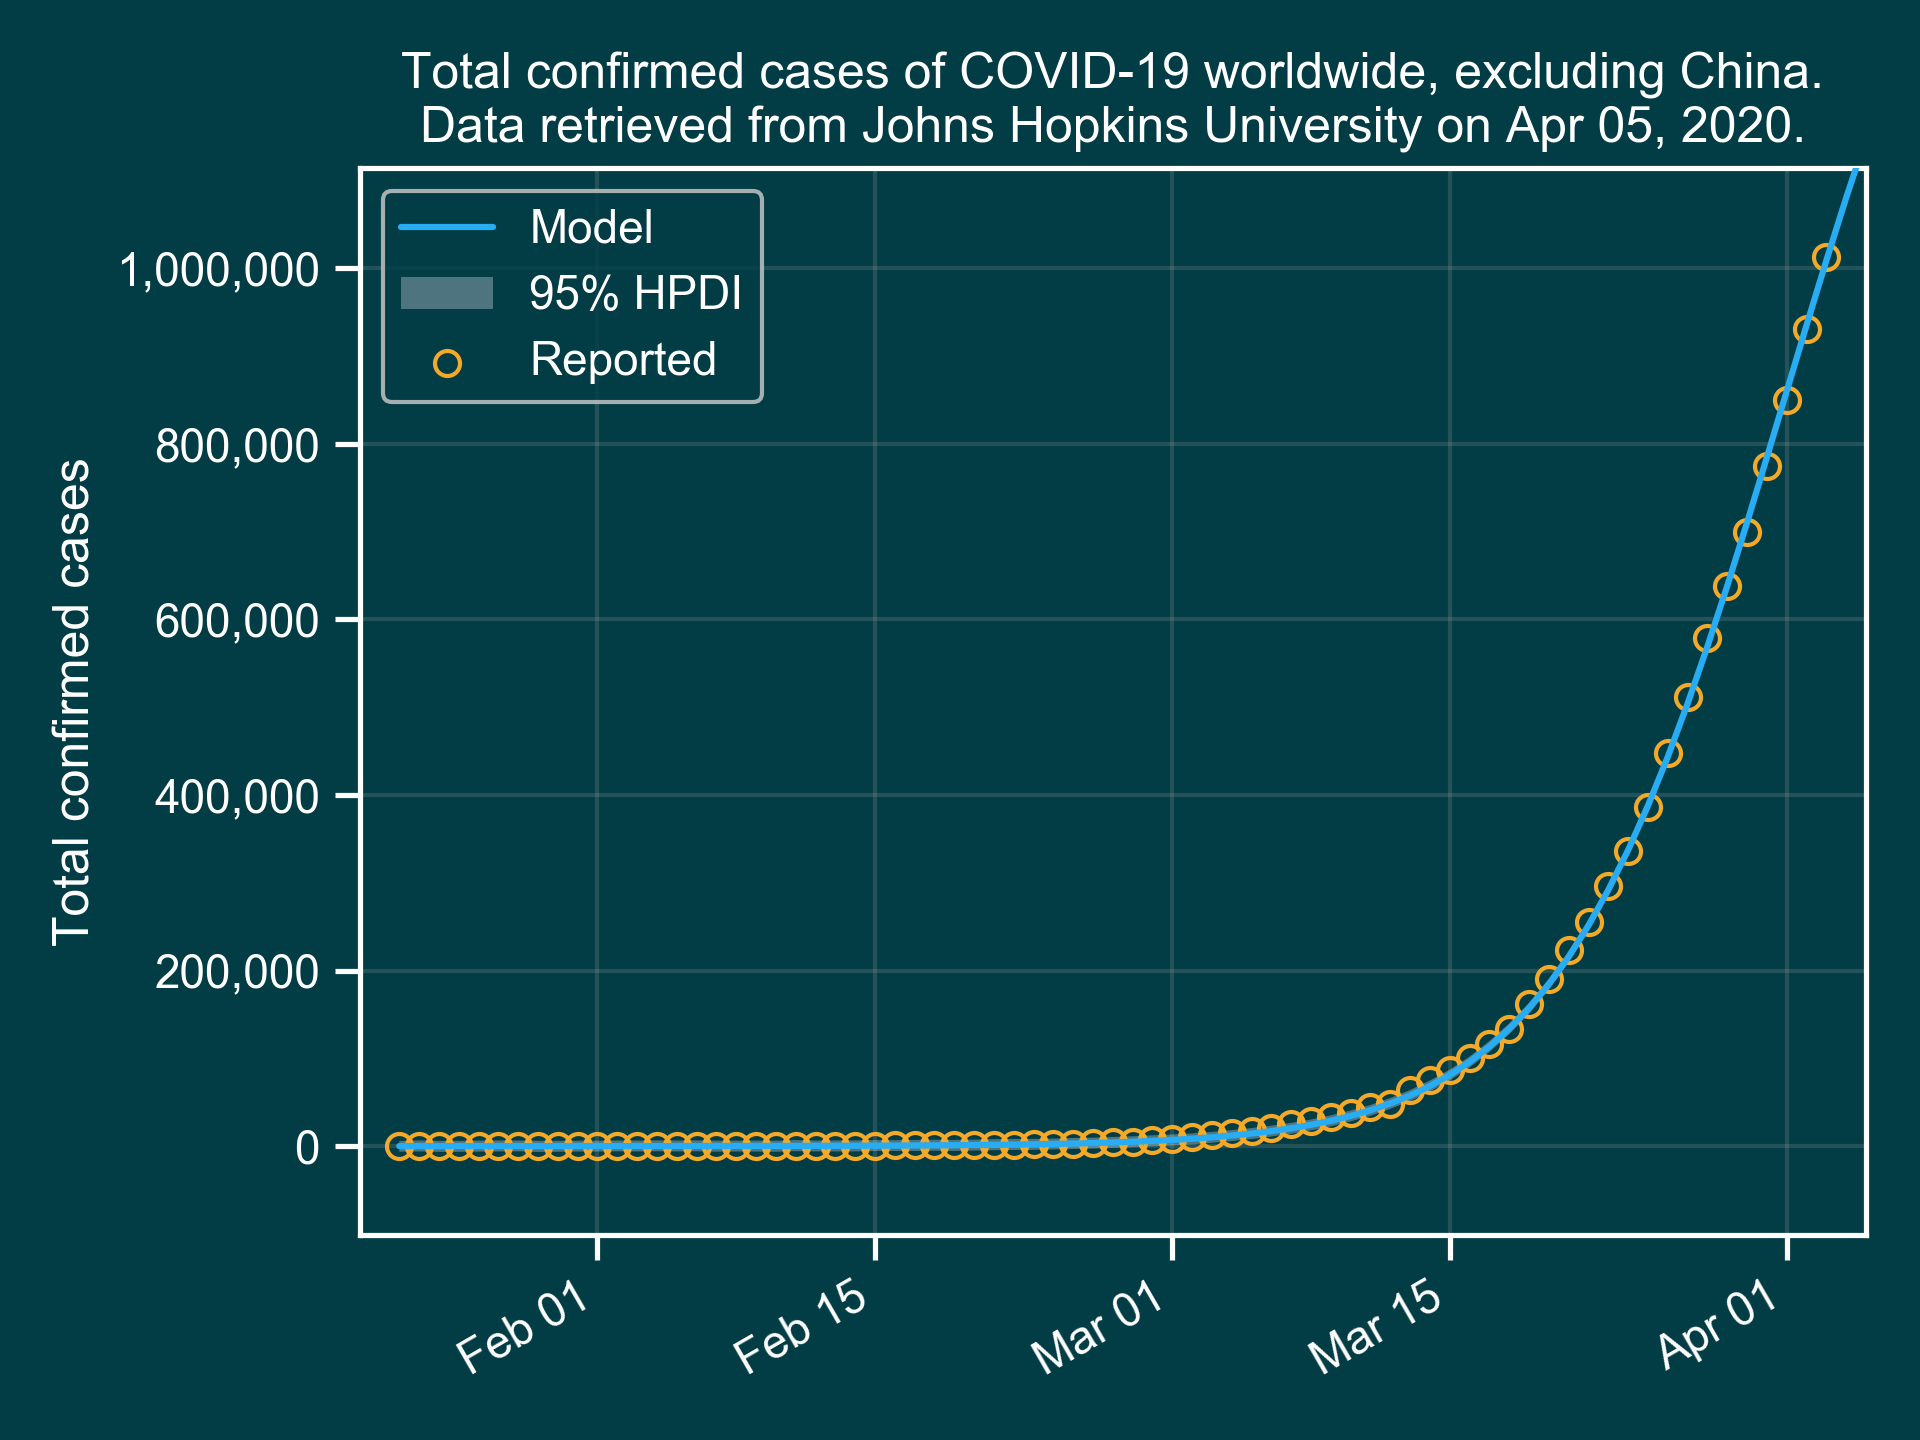 Total confirmed cases of COVID-19 worldwide, excluding China.
Data retrieved from Johns Hopkins University on Apr 05, 2020.
Model
95% HPDI
Reported
Total confirmed cases
1,000,000
800,000
600,000
400,000
200,000
0
Feb 01
Feb 15
Mar 01
Mar 15
Apr 01